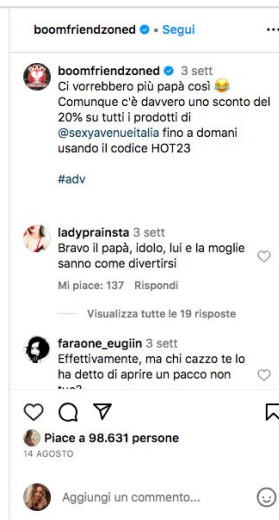 boomfriendzoned • Segui
boomfriendzoned 3 sett
Ci vorrebbero più papà così 😂
Comunque c'è davvero uno sconto del
20% su tutti i prodotti di
@sexyavenueitalia fino a domani
usando il codice HOT23
#adv
ladyprainsta 3 sett
Bravo il papà, idolo, lui e la moglie
sanno come divertirsi
Mi piace: 137 Rispondi
Visualizza tutte le 19 risposte
faraone_eugiin 3 sett
Effettivamente, ma chi cazzo te lo
ha detto di aprire un pacco non
tuo?
Piace a 98.631 persone
14 AGOSTO
Aggiungi un commento...